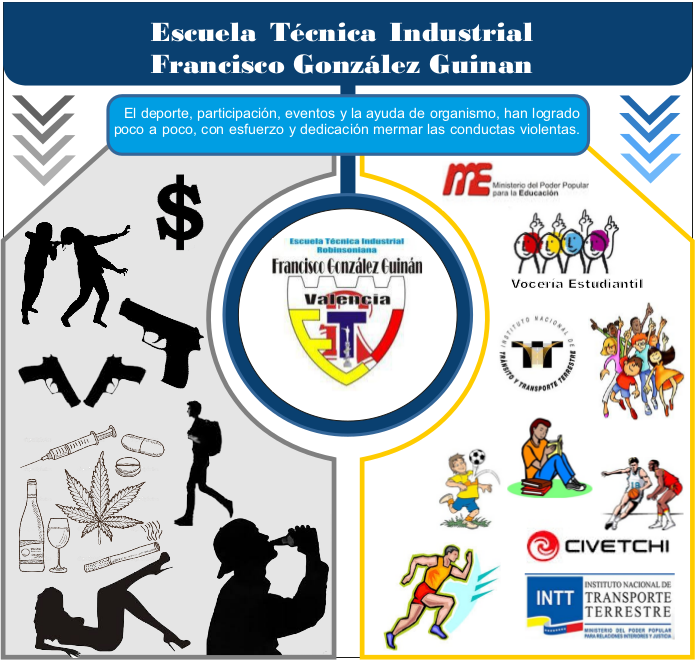 Escuela Técnica Industrial
Francisco González Guinan
El deporte, participación, eventos y la ayuda de organismo, han logrado
poco a poco, con esfuerzo y dedicación mermar las conductas violentas.
$
ME
Ministerio del Poder Popular
para la Educación
Vocería Estudiantil
Escuela Técnica Industrial
Robinsoniana
Francisco González Guinán
Valencia
ETI
INSTITUTO NACIONAL DE
TRÁNSITO Y TRANSPORTE TERRESTRE
CIVETCHI
INTT
INSTITUTO NACIONAL DE
TRANSPORTE
TERRESTRE
MINISTERIO DEL PODER POPULAR
PARA RELACIONES INTERIORES Y JUSTICIA